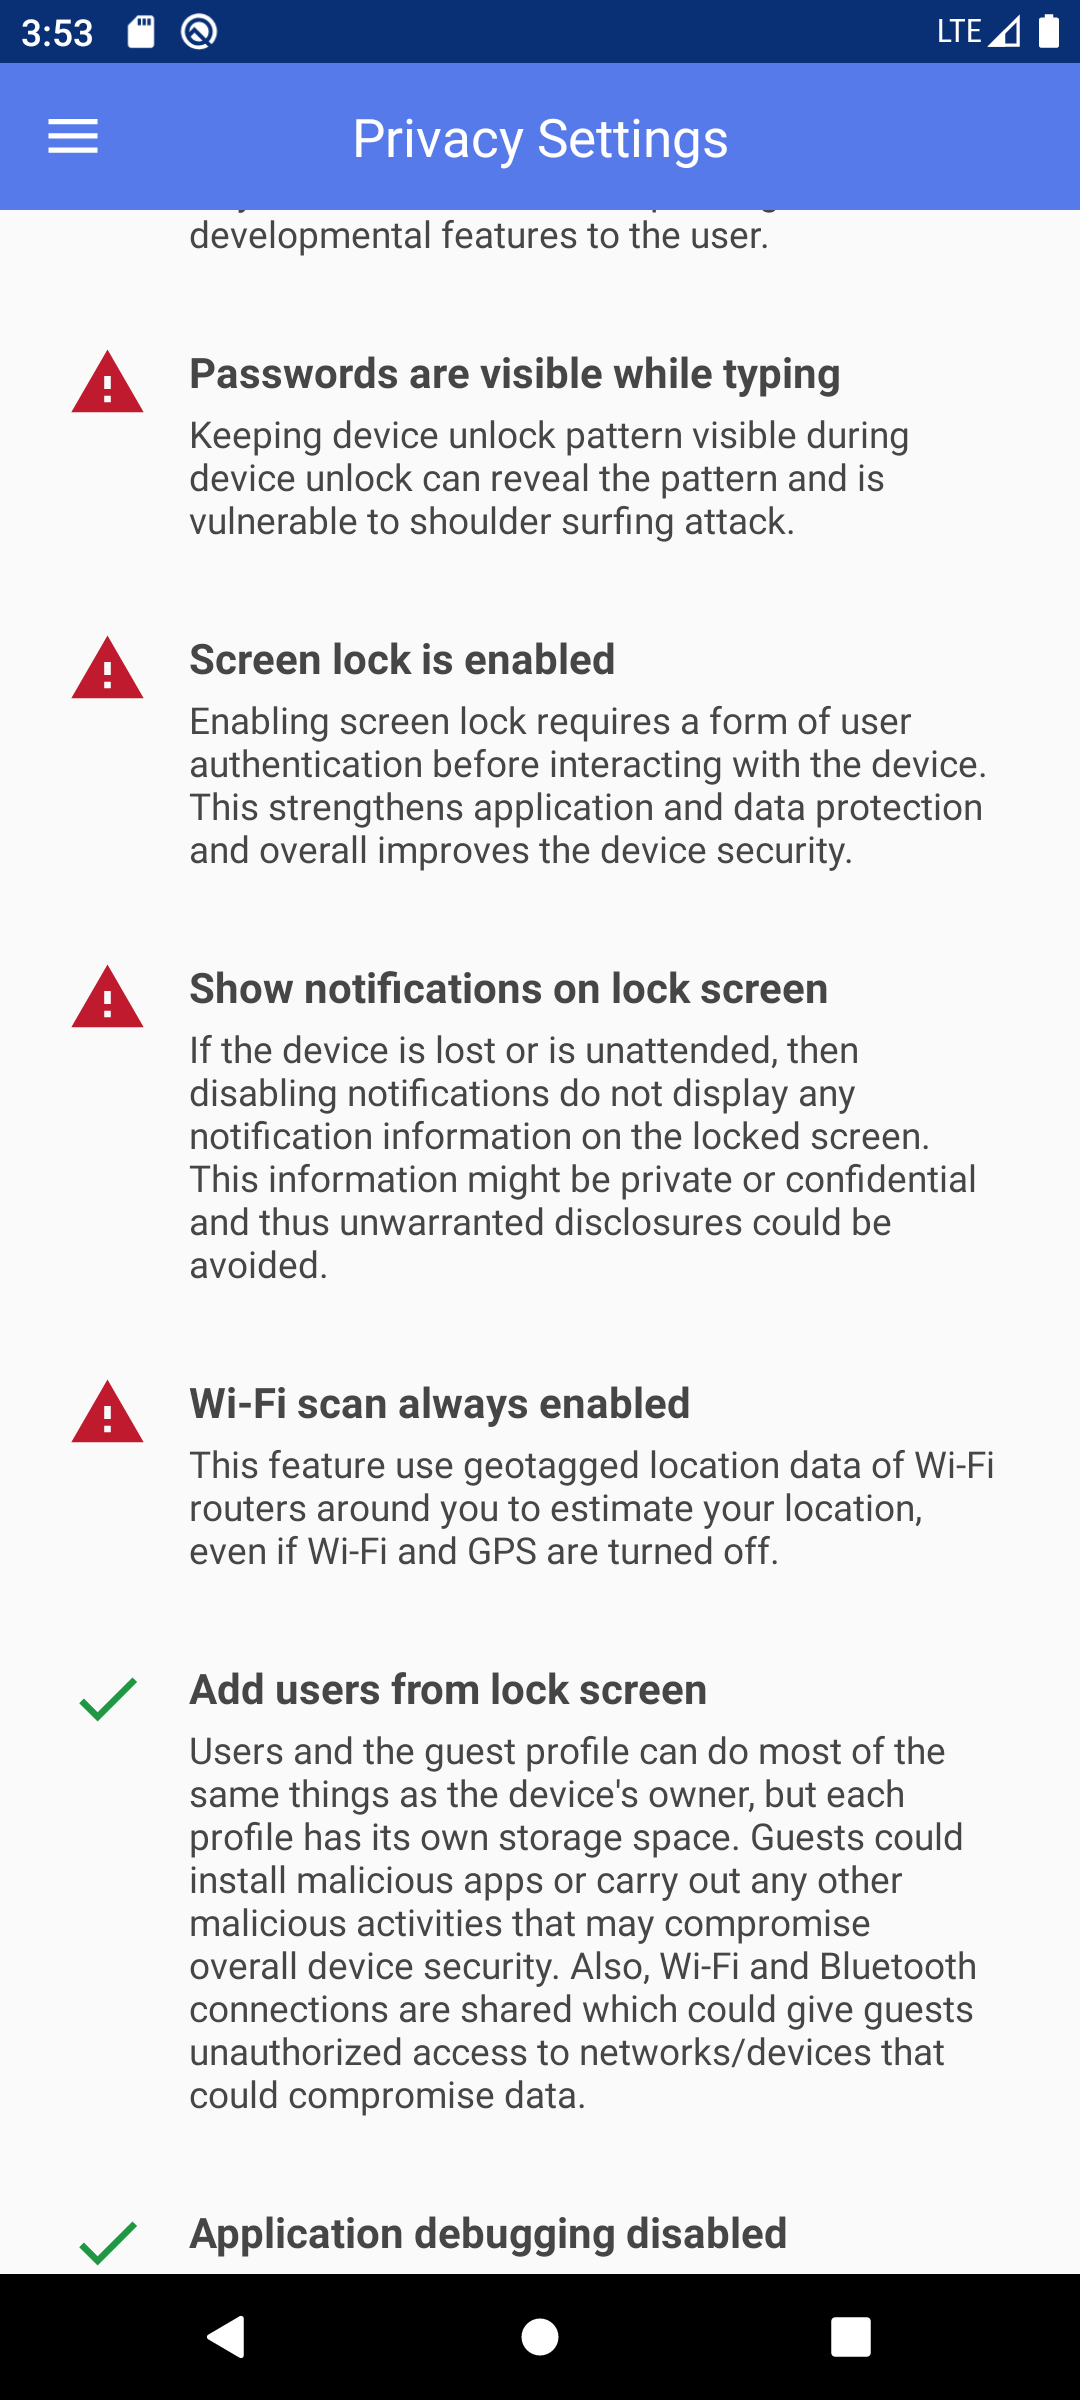 3:53
LTE
Privacy Settings
developmental features to the user.
Passwords are visible while typing
Keeping device unlock pattern visible during
device unlock can reveal the pattern and is
vulnerable to shoulder surfing attack.
Screen lock is enabled
Enabling screen lock requires a form of user
authentication before interacting with the device.
This strengthens application and data protection
and overall improves the device security.
Show notifications on lock screen
If the device is lost or is unattended, then
disabling notifications do not display any
notification information on the locked screen.
This information might be private or confidential
and thus unwarranted disclosures could be
avoided.
Wi-Fi scan always enabled
This feature use geotagged location data of Wi-Fi
routers around you to estimate your location,
even if Wi-Fi and GPS are turned off.
Add users from lock screen
Users and the guest profile can do most of the
same things as the device's owner, but each
profile has its own storage space. Guests could
install malicious apps or carry out any other
malicious activities that may compromise
overall device security. Also, Wi-Fi and Bluetooth
connections are shared which could give guests
unauthorized access to networks/devices that
could compromise data.
Application debugging disabled